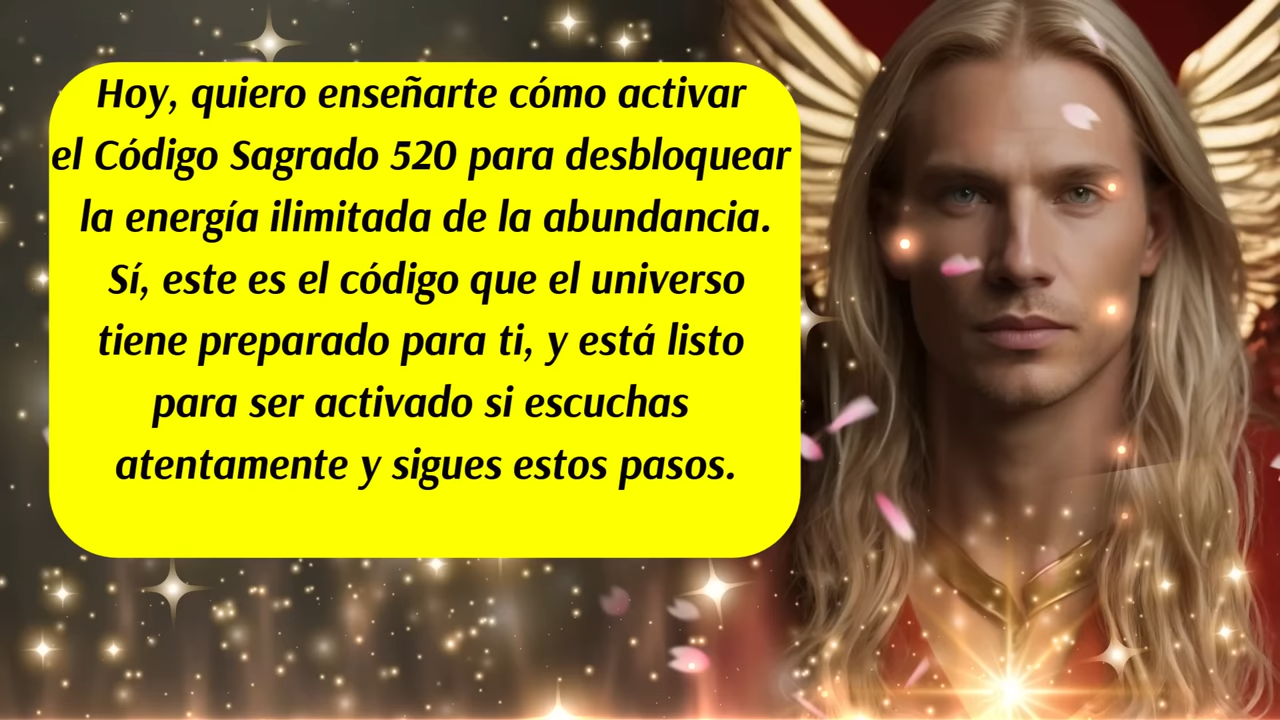 Hoy, quiero enseñarte cómo activar
el Código Sagrado 520 para desbloquear
la energía ilimitada de la abundancia.
Sí, este es el código que el universo
tiene preparado para ti, y está listo
para ser activado si escuchas
atentamente y sigues estos pasos.